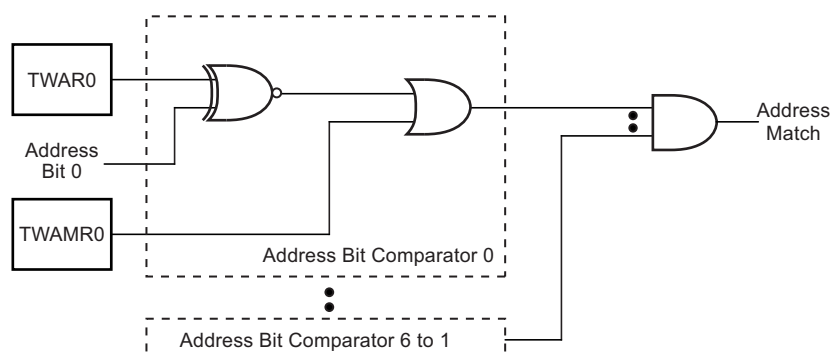 TWAR0
Address
Bit 0
TWAMR0
Address Bit Comparator 0
Address Bit Comparator 6 to 1
Address
Match